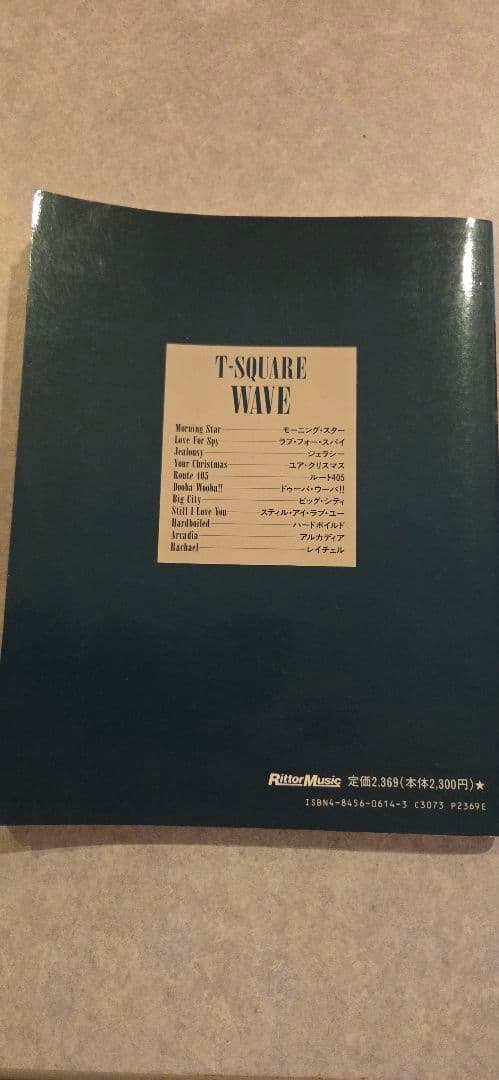 T-SQUARE
WAVE
Morning Star モーニング・スター
Love For Spy ラブ・フォー・スパイ
Jealousy ジェラシー
Your Christmas ユア・クリスマス
Route 405 ルート405
Dooba Wooba!! ドゥーバ・ウーバ!!
Big City ビッグ・シティ
Still I Love You スティル・アイ・ラブ・ユー
Hardboiled ハードボイルド
Arcadia アルカディア
Rachael レイチェル
RittorMusic 定価2,369(本体2,300円)★
ISBN4-8456-0614-3 C3073 P2369E